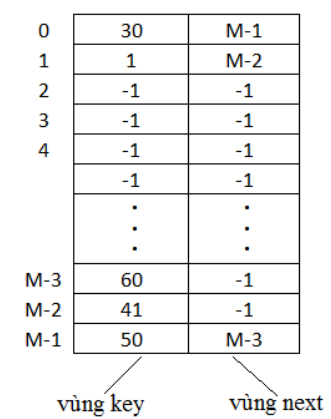 0 30 M-1
1 1 M-2
2 -1 -1
3 -1 -1
4 -1 -1
-1 -1
. .
. .
. .
M-3 60 -1
M-2 41 -1
M-1 50 M-3
vùng key vùng next